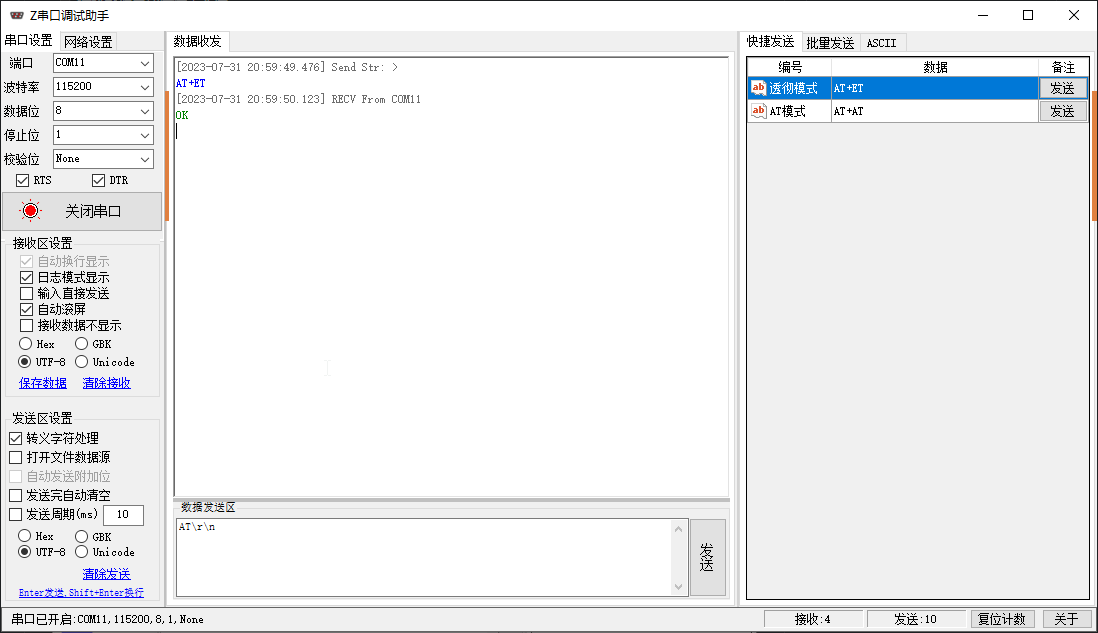 Z串口调试助手
串口设置 网络设置
端口 COM11
波特率 115200
数据位 8
停止位 1
校验位 None
RTS DTR
关闭串口
接收区设置
自动换行显示
日志模式显示
输入直接发送
自动滚屏
接收数据不显示
Hex GBK
UTF-8 Unicode
保存数据 清除接收
发送区设置
转义字符处理
打开文件数据源
自动发送附加位
发送完自动清空
发送周期(ms) 10
Hex GBK
UTF-8 Unicode
清除发送
Enter发送,Shift+Enter换行
数据收发
[2023-07-31 20:59:49.476] Send Str: >
AT+ET
[2023-07-31 20:59:50.123] RECV From COM11
OK
数据发送区
AT\r\n
发送
快捷发送 批量发送 ASCII
编号 数据 备注
ab 透彻模式 AT+ET 发送
ab AT模式 AT+AT 发送
串口已开启:COM11,115200,8,1,None 接收:4 发送:10 复位计数 关于